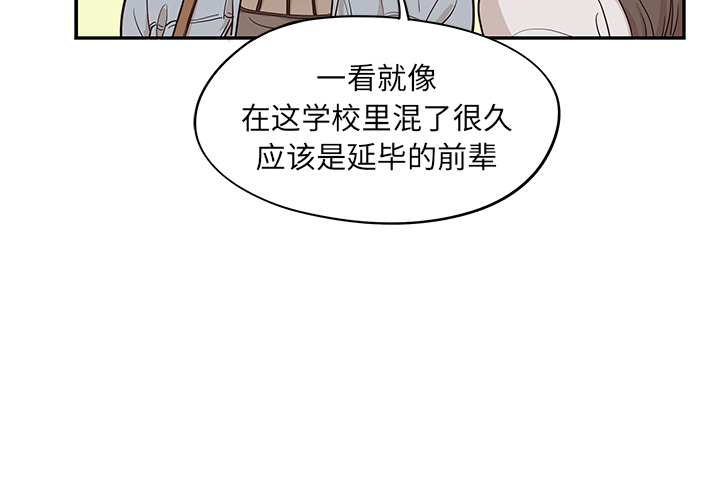 一看就像
在这学校里混了很久
应该是延毕的前辈